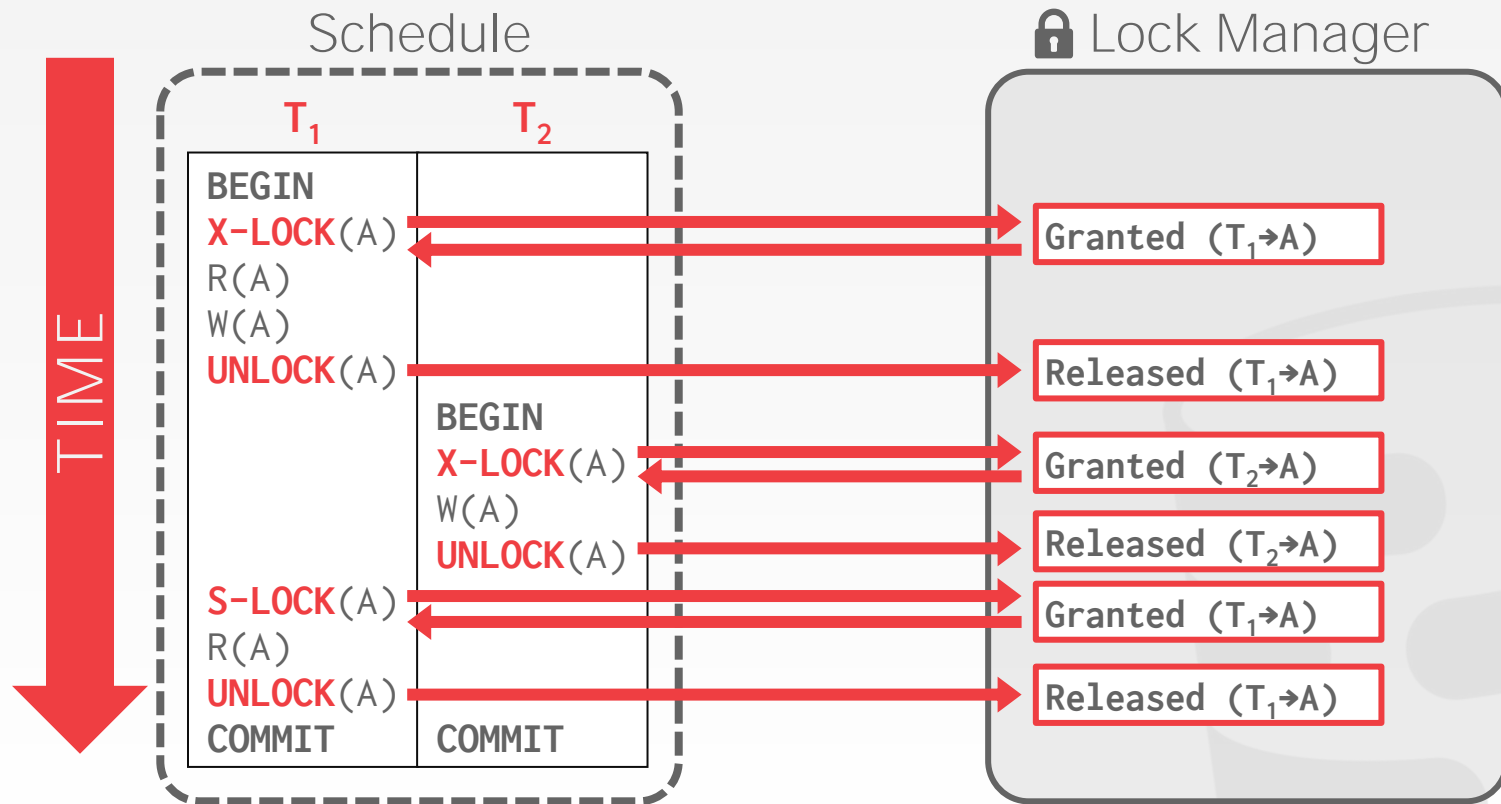 Schedule
Lock Manager
TIME
T₁ T₂
BEGIN
X-LOCK(A)
Granted (T₁→A)
R(A)
W(A)
UNLOCK(A)
Released (T₁→A)
BEGIN
X-LOCK(A)
Granted (T₂→A)
W(A)
UNLOCK(A)
Released (T₂→A)
S-LOCK(A)
Granted (T₁→A)
R(A)
UNLOCK(A)
Released (T₁→A)
COMMIT COMMIT